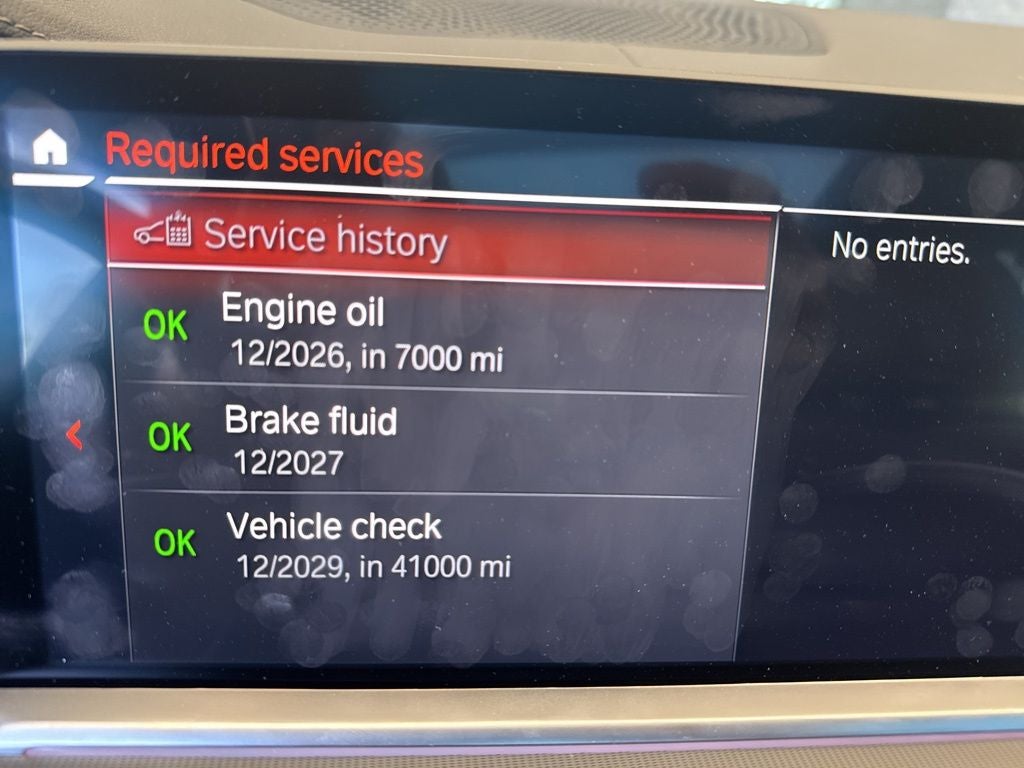 Required services
Service history
No entries.
OK
Engine oil
12/2026, in 7000 mi
OK
Brake fluid
12/2027
OK
Vehicle check
12/2029, in 41000 mi